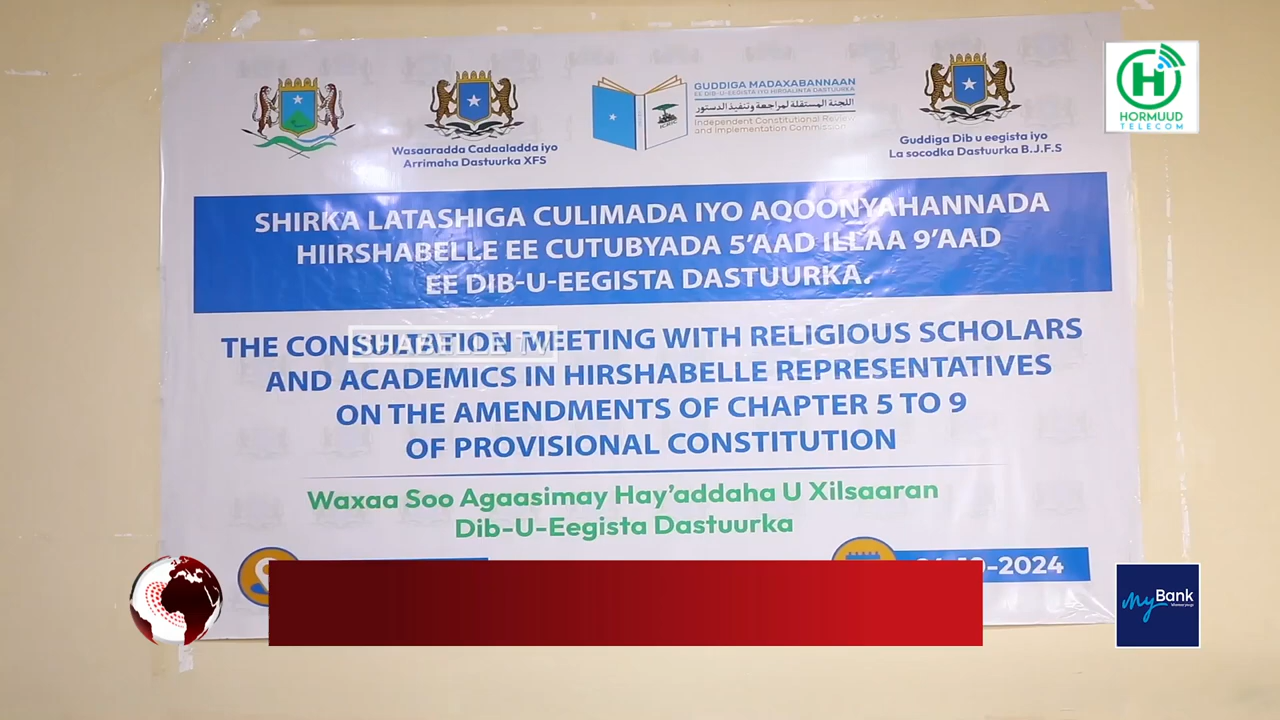 GUDDIGA MADAXABANNAAN
EE DIB-U-EEGISTA IYO HIRGALINTA DASTUURKA
اللجنة المستقلة لمراجعة وتنفيذ الدستور
Independent Constitutional Review
and Implementation Commission
Wasaaradda Cadaaladda iyo
Arrimaha Dastuurka XFS
Guddiga Dib u eegista iyo
La socodka Dastuurka B.J.F.S
HORMUUD
TELECOM
SHIRKA LATASHIGA CULIMADA IYO AQOONYAHANNADA
HIIRSHABELLE EE CUTUBYADA 5'AAD ILLAA 9'AAD
EE DIB-U-EEGISTA DASTUURKA.
THE CONSULTATION MEETING WITH RELIGIOUS SCHOLARS
AND ACADEMICS IN HIRSHABELLE REPRESENTATIVES
ON THE AMENDMENTS OF CHAPTER 5 TO 9
OF PROVISIONAL CONSTITUTION
SHABELLE TV
Waxaa Soo Agaasimay Hay'addaha U Xilsaaran
Dib-U-Eegista Dastuurka
-2024
My Bank